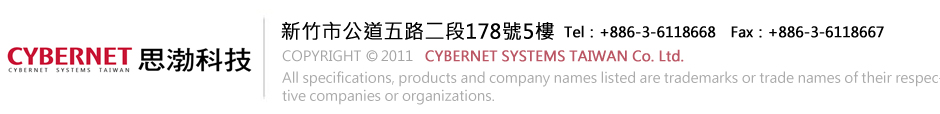 CYBERNET 思渤科技
CYBERNET SYSTEMS TAIWAN
新竹市公道五路二段178號5樓 Tel：+886-3-6118668 Fax：+886-3-6118667
COPYRIGHT © 2011 CYBERNET SYSTEMS TAIWAN Co. Ltd.
All specifications, products and company names listed are trademarks or trade names of their respec-
tive companies or organizations.